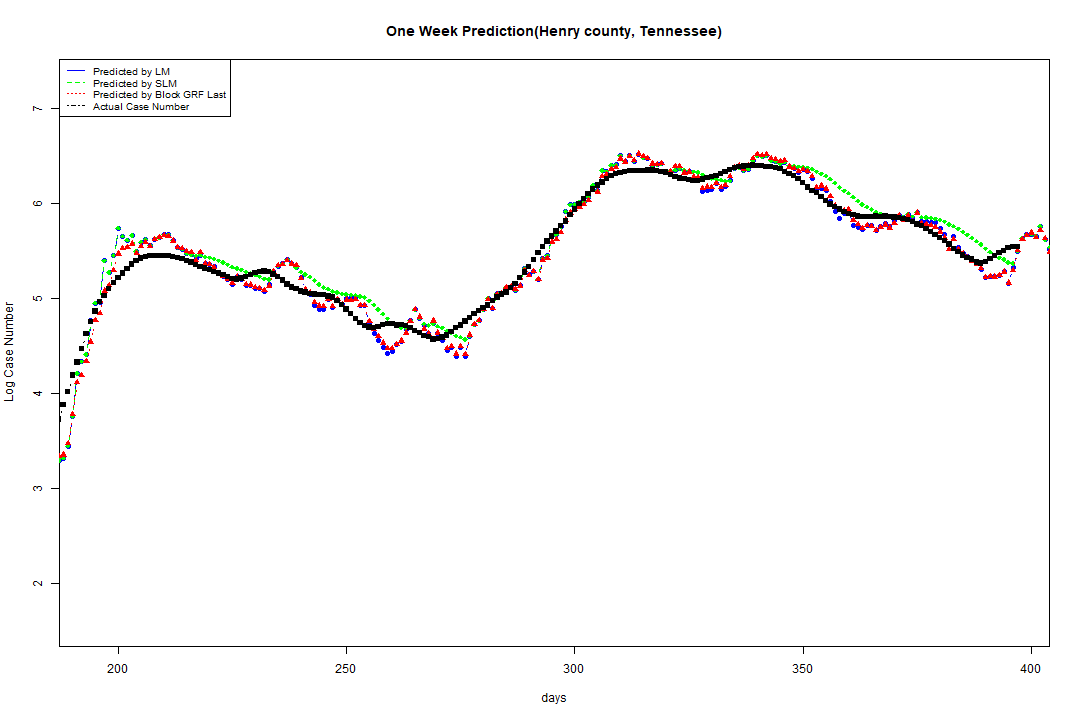 One Week Prediction(Henry county, Tennessee)
Predicted by LM
Predicted by SLM
Predicted by Block GRF Last
Actual Case Number
7
6
5
4
3
2
Log Case Number
200 250 300 350 400
days